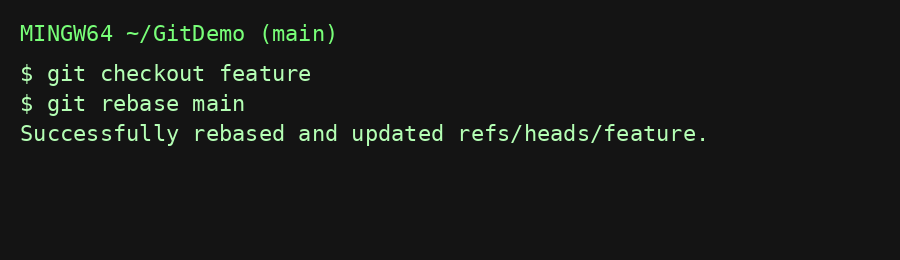 MINGW64 ~/GitDemo (main)
$ git checkout feature
$ git rebase main
Successfully rebased and updated refs/heads/feature.